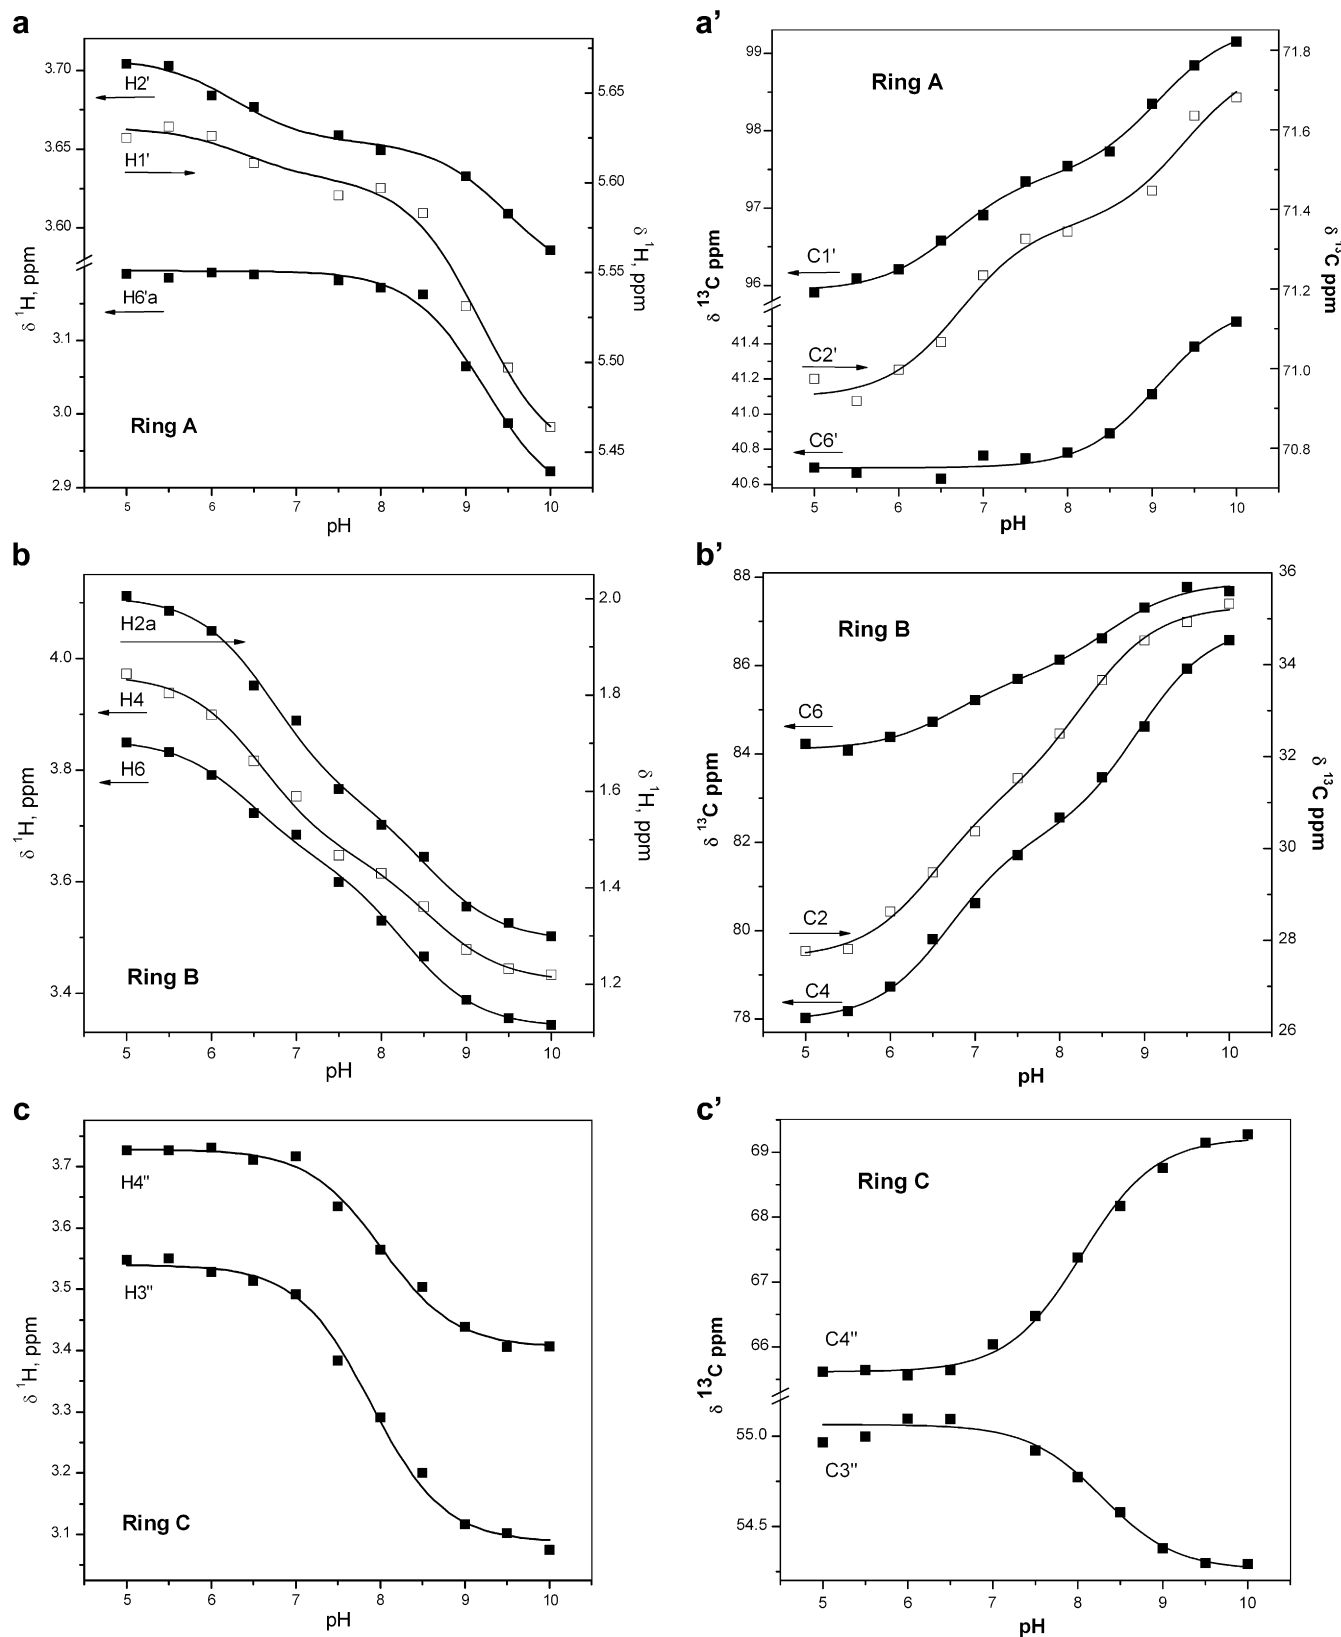 a
3.70
3.65
3.60
3.1
3.0
2.9
5.65
5.60
5.55
5.50
5.45
H2'
H1'
H6'a
Ring A
δ 1H, ppm
δ 1H, ppm
5 6 7 8 9 10
pH
a'
99
98
97
96
41.4
41.2
41.0
40.8
40.6
71.8
71.6
71.4
71.2
71.0
70.8
Ring A
C1'
C2'
C6'
δ 13C ppm
δ 13C ppm
5 6 7 8 9 10
pH
b
4.0
3.8
3.6
3.4
2.0
1.8
1.6
1.4
1.2
H2a
H4
H6
Ring B
δ 1H, ppm
δ 1H, ppm
5 6 7 8 9 10
pH
b'
88
86
84
82
80
78
36
34
32
30
28
26
Ring B
C6
C2
C4
δ 13C ppm
δ 13C ppm
5 6 7 8 9 10
pH
c
3.7
3.6
3.5
3.4
3.3
3.2
3.1
H4"
H3"
Ring C
δ 1H, ppm
5 6 7 8 9 10
pH
c'
69
68
67
66
55.0
54.5
Ring C
C4"
C3"
δ 13C ppm
5 6 7 8 9 10
pH